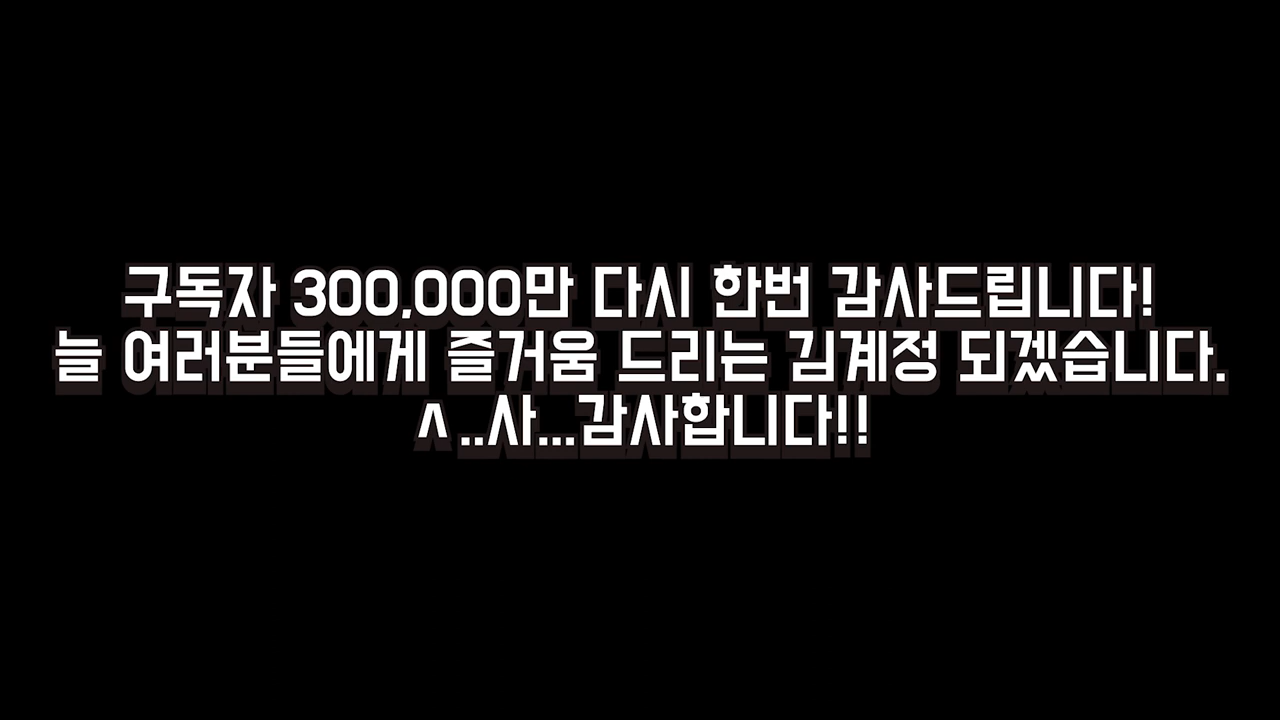 구독자 300,000만 다시 한번 감사드립니다!
늘 여러분들에게 즐거움 드리는 김계정 되겠습니다.
ㅅ..사...감사합니다!!